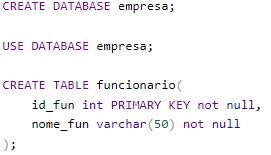 CREATE DATABASE empresa;
USE DATABASE empresa;
CREATE TABLE funcionario(
id_fun int PRIMARY KEY not null,
nome_fun varchar(50) not null
);